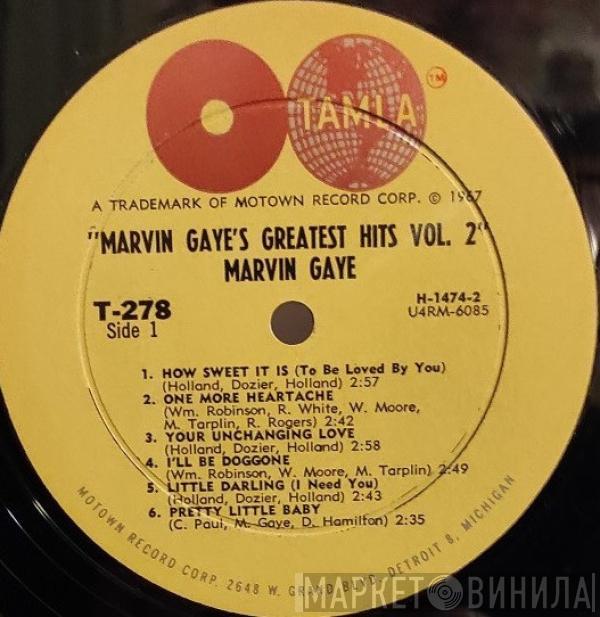 TAMLA
TM
A TRADEMARK OF MOTOWN RECORD CORP. © 1967
"MARVIN GAYE'S GREATEST HITS VOL. 2"
MARVIN GAYE
T-278
Side 1
H-1474-2
U4RM-6085
1. HOW SWEET IT IS (To Be Loved By You)
(Holland, Dozier, Holland) 2:57
2. ONE MORE HEARTACHE
(Wm. Robinson, R. White, W. Moore,
M. Tarplin, R. Rogers) 2:42
3. YOUR UNCHANGING LOVE
(Holland, Dozier, Holland) 2:58
4. I'LL BE DOGGONE
(Wm. Robinson, W. Moore, M. Tarplin) 2:49
5. LITTLE DARLING (I Need You)
(Holland, Dozier, Holland) 2:43
6. PRETTY LITTLE BABY
(C. Paul, M. Gaye, D. Hamilton) 2:35
MOTOWN RECORD CORP. 2648 W. GRAND BLVD. DETROIT 8, MICHIGAN
МАРКЕТ ВИНИЛА